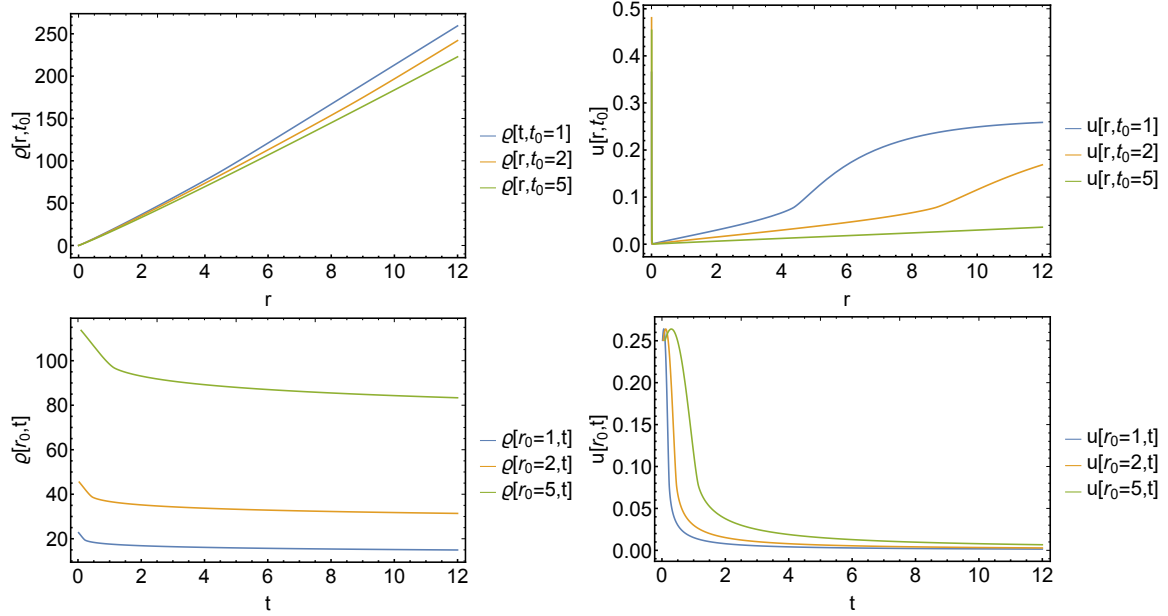 ϱ[r,t₀]
250
200
150
100
50
0
0 2 4 6 8 10 12
r
ϱ[t,t₀=1]
ϱ[r,t₀=2]
ϱ[r,t₀=5]
u[r,t₀]
0.5
0.4
0.3
0.2
0.1
0.0
0 2 4 6 8 10 12
r
u[r,t₀=1]
u[r,t₀=2]
u[r,t₀=5]
ϱ[r₀,t]
100
80
60
40
20
0 2 4 6 8 10 12
t
ϱ[r₀=1,t]
ϱ[r₀=2,t]
ϱ[r₀=5,t]
u[r₀,t]
0.25
0.20
0.15
0.10
0.05
0.00
0 2 4 6 8 10 12
t
u[r₀=1,t]
u[r₀=2,t]
u[r₀=5,t]